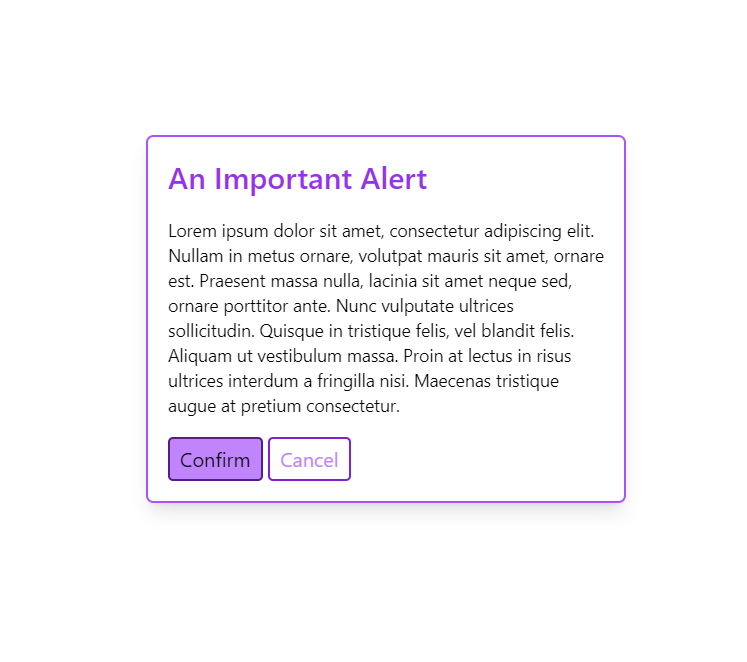 An Important Alert
Lorem ipsum dolor sit amet, consectetur adipiscing elit.
Nullam in metus ornare, volutpat mauris sit amet, ornare
est. Praesent massa nulla, lacinia sit amet neque sed,
ornare porttitor ante. Nunc vulputate ultrices
sollicitudin. Quisque in tristique felis, vel blandit felis.
Aliquam ut vestibulum massa. Proin at lectus in risus
ultrices interdum a fringilla nisi. Maecenas tristique
augue at pretium consectetur.
Confirm Cancel